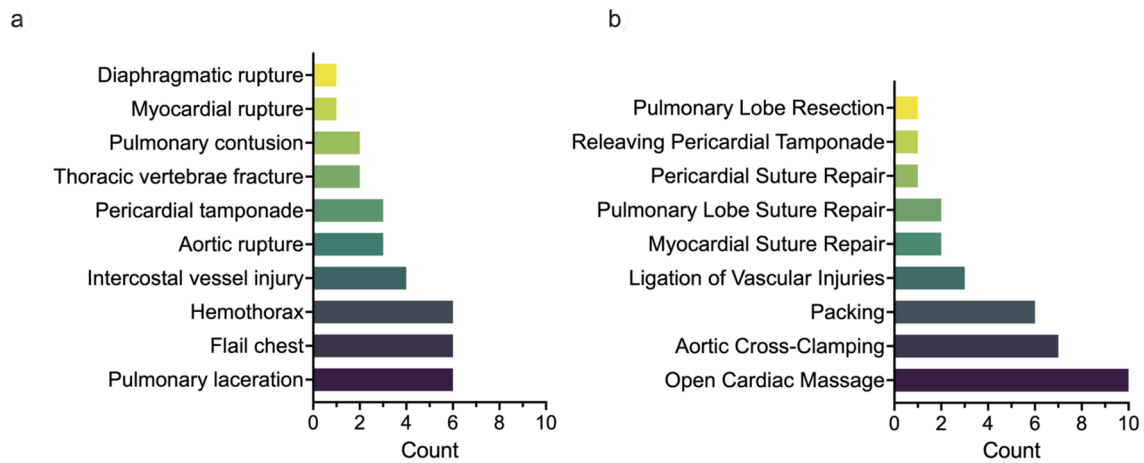 a
Diaphragmatic rupture
Myocardial rupture
Pulmonary contusion
Thoracic vertebrae fracture
Pericardial tamponade
Aortic rupture
Intercostal vessel injury
Hemothorax
Flail chest
Pulmonary laceration
0 2 4 6 8 10
Count
b
Pulmonary Lobe Resection
Releaving Pericardial Tamponade
Pericardial Suture Repair
Pulmonary Lobe Suture Repair
Myocardial Suture Repair
Ligation of Vascular Injuries
Packing
Aortic Cross-Clamping
Open Cardiac Massage
0 2 4 6 8 10
Count